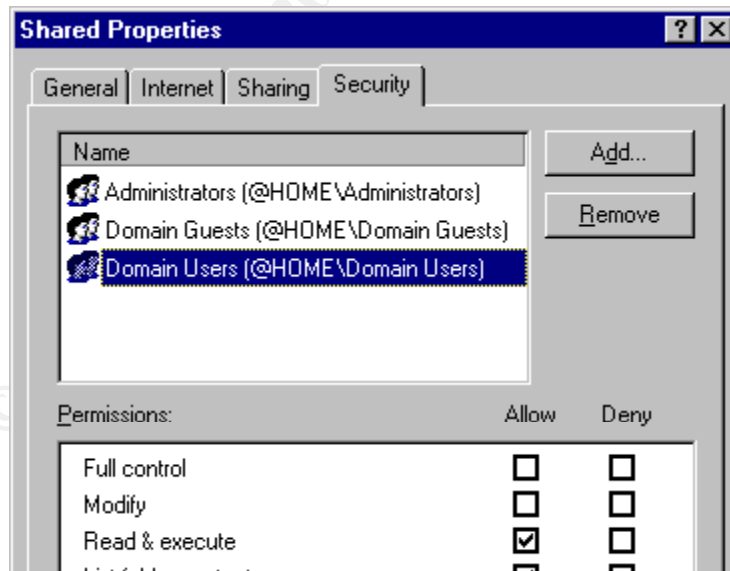 Shared Properties
General Internet Sharing Security
Name
Add...
Administrators (@HOME\Administrators)
Domain Guests (@HOME\Domain Guests)
Remove
Domain Users (@HOME\Domain Users)
Permissions: Allow Deny
Full control
Modify
Read & execute